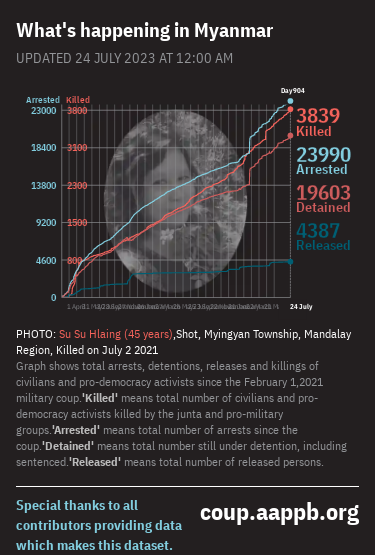 What's happening in Myanmar
UPDATED 24 JULY 2023 AT 12:00 AM
Day904
Arrested Killed
23000 3800
18400 3100
13800 2300
9200 1500
4600 800
0
3839
Killed
23990
Arrested
19603
Detained
4387
Released
24 July
PHOTO: Su Su Hlaing (45 years),Shot, Myingyan Township, Mandalay
Region, Killed on July 2 2021
Graph shows total arrests, detentions, releases and killings of
civilians and pro-democracy activists since the February 1,2021
military coup.'Killed' means total number of civilians and pro-
democracy activists killed by the junta and pro-military
groups.'Arrested' means total number of arrests since the
coup.'Detained' means total number still under detention, including
sentenced.'Released' means total number of released persons.
Special thanks to all
contributors providing data
which makes this dataset.
coup.aappb.org